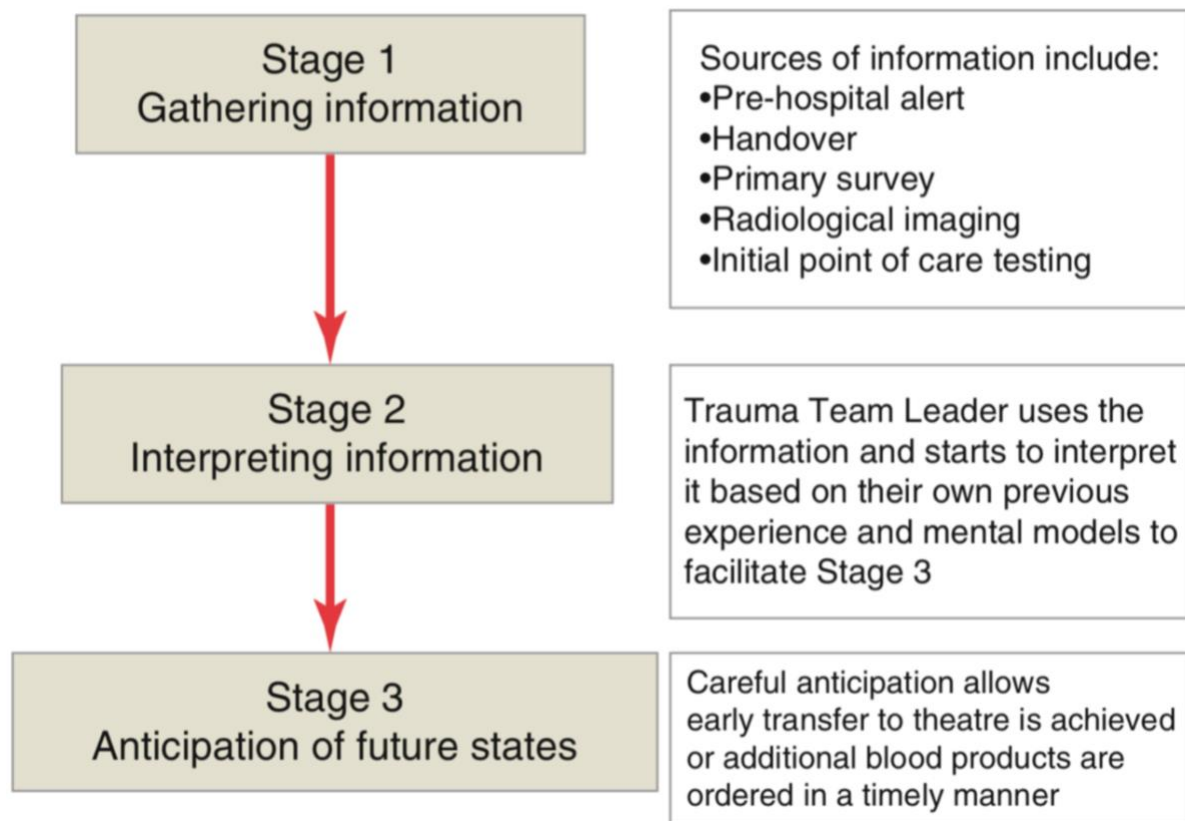 Stage 1
Gathering information
Sources of information include:
•Pre-hospital alert
•Handover
•Primary survey
•Radiological imaging
•Initial point of care testing
Stage 2
Interpreting information
Trauma Team Leader uses the
information and starts to interpret
it based on their own previous
experience and mental models to
facilitate Stage 3
Stage 3
Anticipation of future states
Careful anticipation allows
early transfer to theatre is achieved
or additional blood products are
ordered in a timely manner